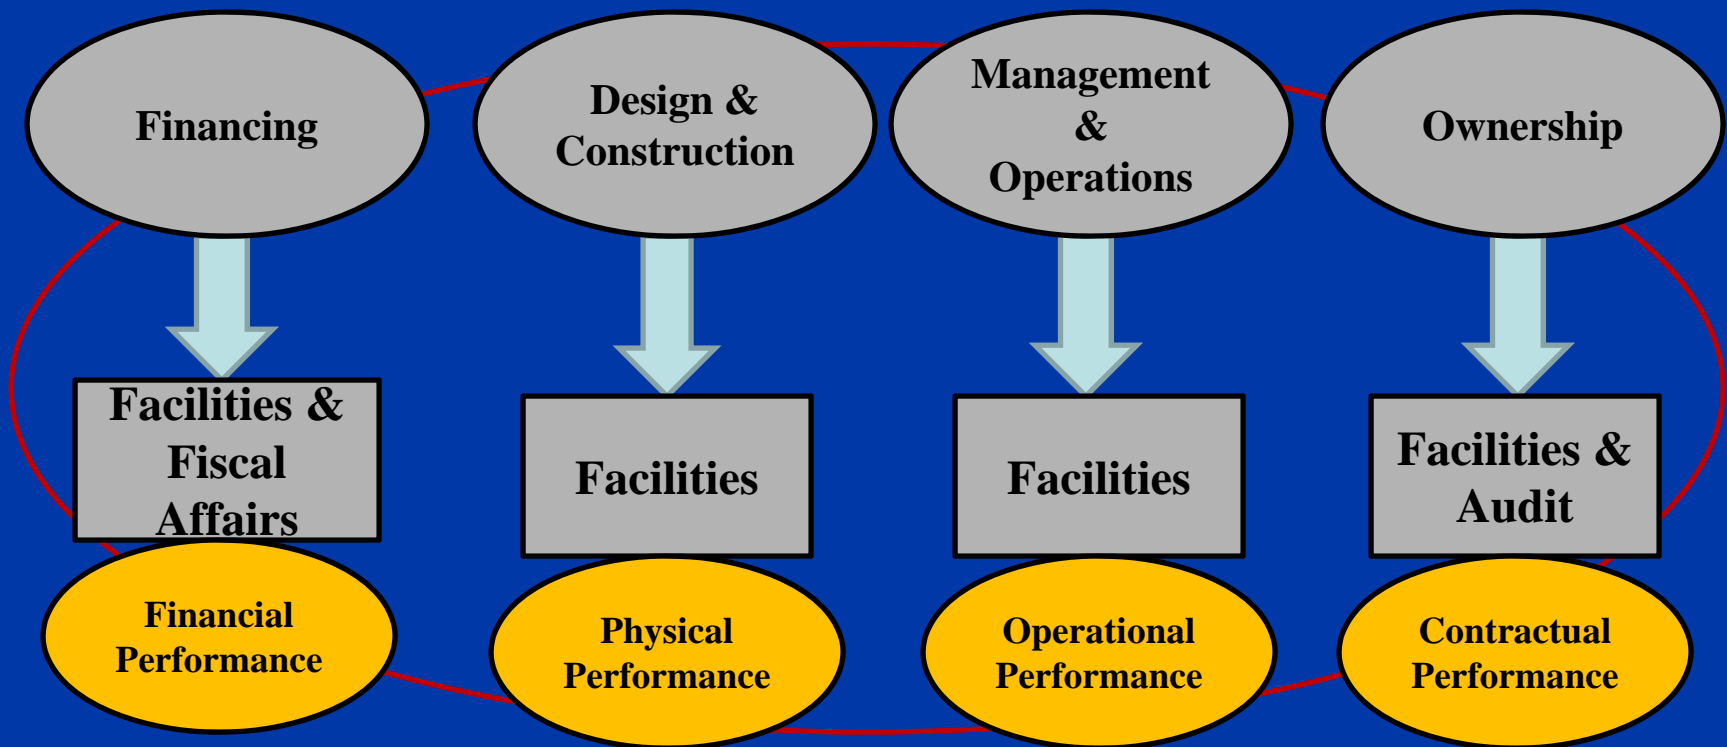 Financing
Design &
Construction
Management
&
Operations
Ownership
Facilities &
Fiscal
Affairs
Facilities
Facilities
Facilities &
Audit
Financial
Performance
Physical
Performance
Operational
Performance
Contractual
Performance